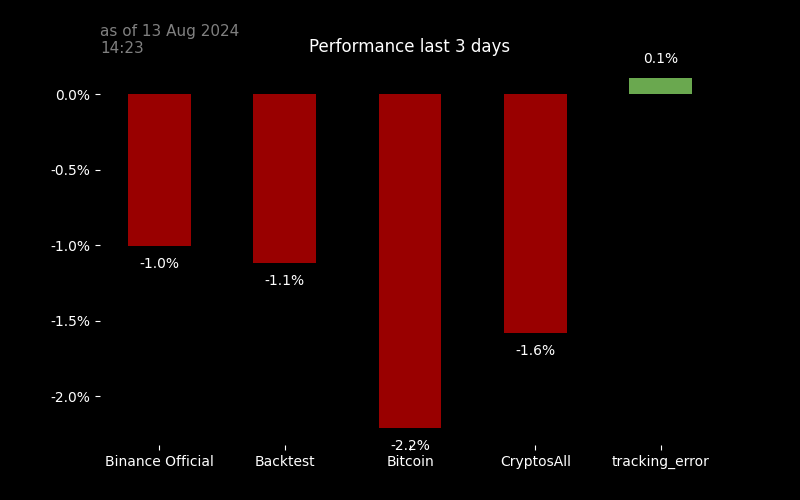 as of 13 Aug 2024
14:23
Performance last 3 days
0.1%
0.0%
-0.5%
-1.0%
-1.5%
-2.0%
-1.0%
-1.1%
-2.2%
-1.6%
Binance Official
Backtest
Bitcoin
CryptosAll
tracking_error